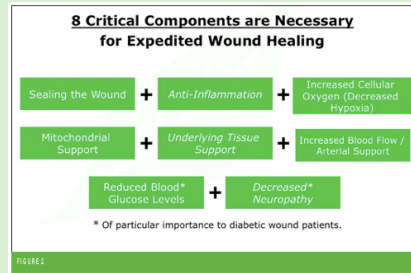 8 Critical Components are Necessary
for Expedited Wound Healing
Sealing the Wound + Anti-Inflammation + Increased Cellular
Oxygen (Decreased
Hypoxia)
Mitochondrial
Support + Underlying Tissue
Support + Increased Blood Flow /
Arterial Support
Reduced Blood*
Glucose Levels + Decreased*
Neuropathy
* Of particular importance to diabetic wound patients.
FIGURE 2.